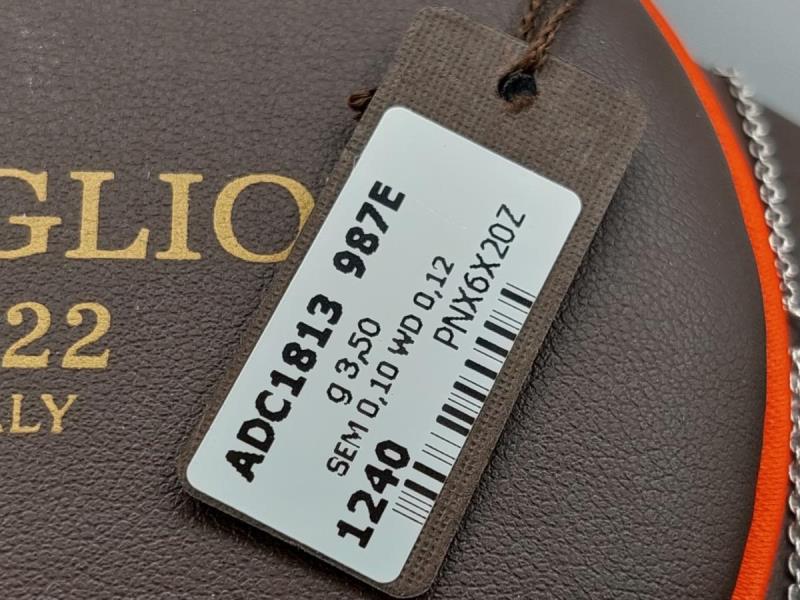 GLIO
22
ALY
ADC1813 987E
g 3,50
SEM 0,10 WD 0,12
1240
PNX6X20Z